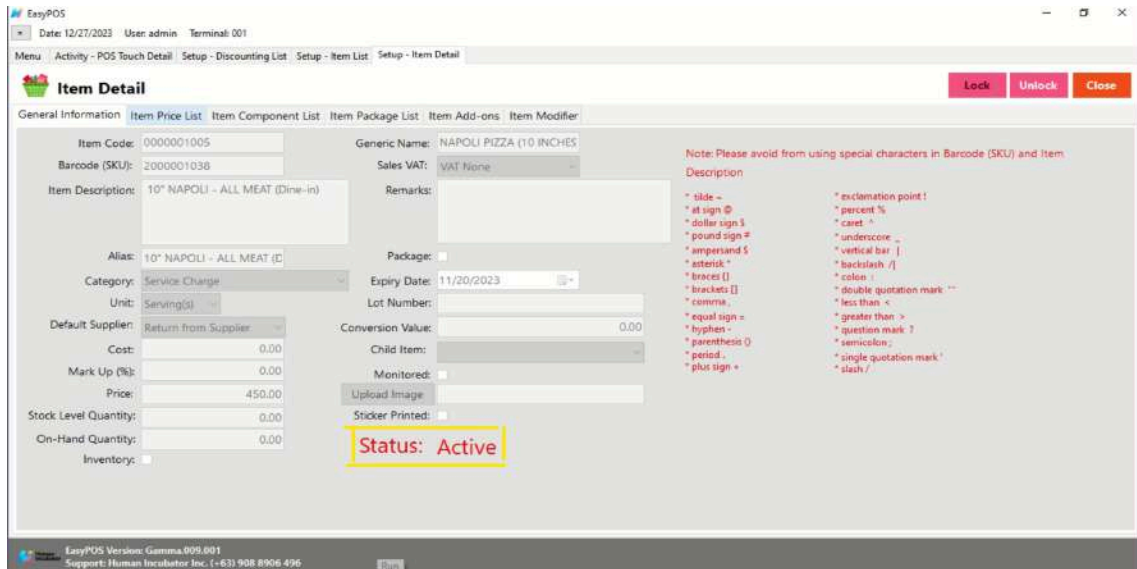 EasyPOS
Date: 12/27/2023 User: admin Terminal: 001
Menu Activity - POS Touch Detail Setup - Discounting List Setup - Item List Setup - Item Detail
Item Detail
Lock Unlock Close
General Information Item Price List Item Component List Item Package List Item Add-ons Item Modifier
Item Code: 0000001005
Barcode (SKU): 2000001038
Item Description: 10" NAPOLI - ALL MEAT (Dine-in)
Alias: 10" NAPOLI - ALL MEAT (D
Category: Service Charge
Unit: Serving(s)
Default Supplier: Return from Supplier
Cost: 0.00
Mark Up (%): 0.00
Price: 450.00
Stock Level Quantity: 0.00
On-Hand Quantity: 0.00
Inventory:
Generic Name: NAPOLI PIZZA (10 INCHES
Sales VAT: VAT None
Remarks:
Package:
Expiry Date: 11/20/2023
Lot Number:
Conversion Value: 0.00
Child Item:
Monitored:
Upload Image
Sticker Printed:
Status: Active
Note: Please avoid from using special characters in Barcode (SKU) and Item
Description
* tilde ~
* at sign @
* dollar sign $
* pound sign #
* ampersand $
* asterisk *
* braces {}
* brackets []
* comma ,
* equal sign =
* hyphen -
* parenthesis ()
* period .
* plus sign +
* exclamation point !
* percent %
* caret ^
* underscore _
* vertical bar |
* backslash /|
* colon :
* double quotation mark ""
* less than <
* greater than >
* question mark ?
* semicolon ;
* single quotation mark '
* slash /
EasyPOS Version: Gamma.009.001
Support: Human Incubator Inc. (+63) 908 8906 496